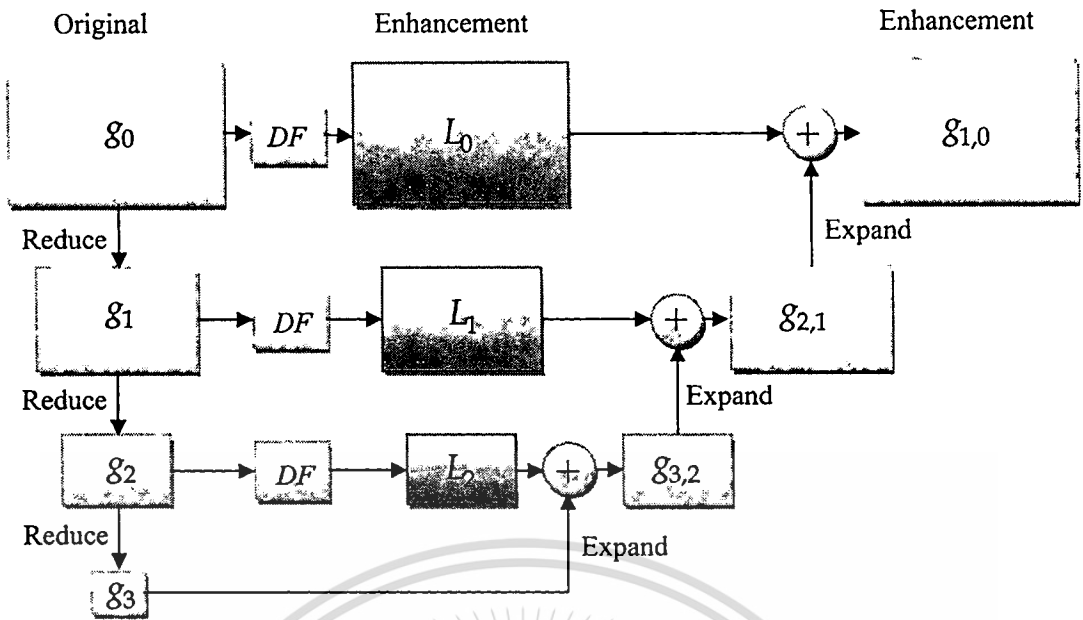 Original Enhancement Enhancement
g0 DF L0 + g1,0
Reduce Expand
g1 DF L1 + g2,1
Reduce Expand
g2 DF L2 + g3,2
Reduce Expand
g3